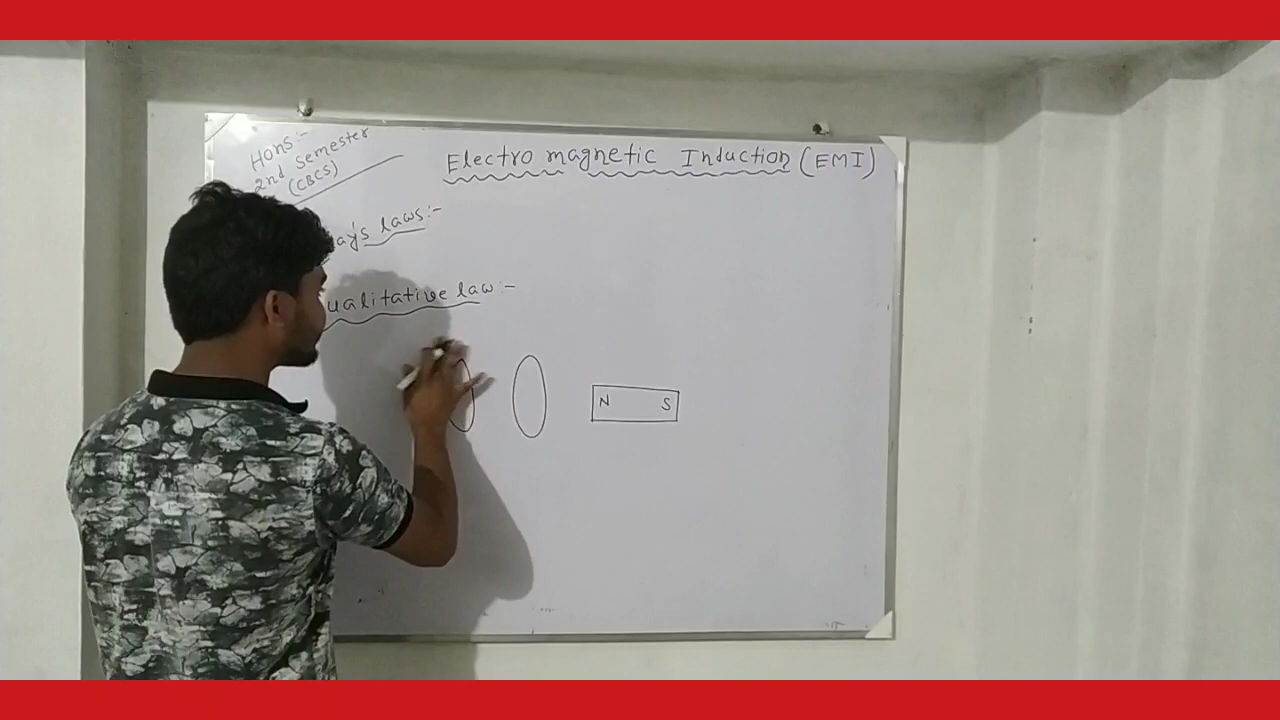 Hons:-
2nd Semester
(CBCS)
Electro magnetic Induction (EMI)
laws:-
law:-
N S